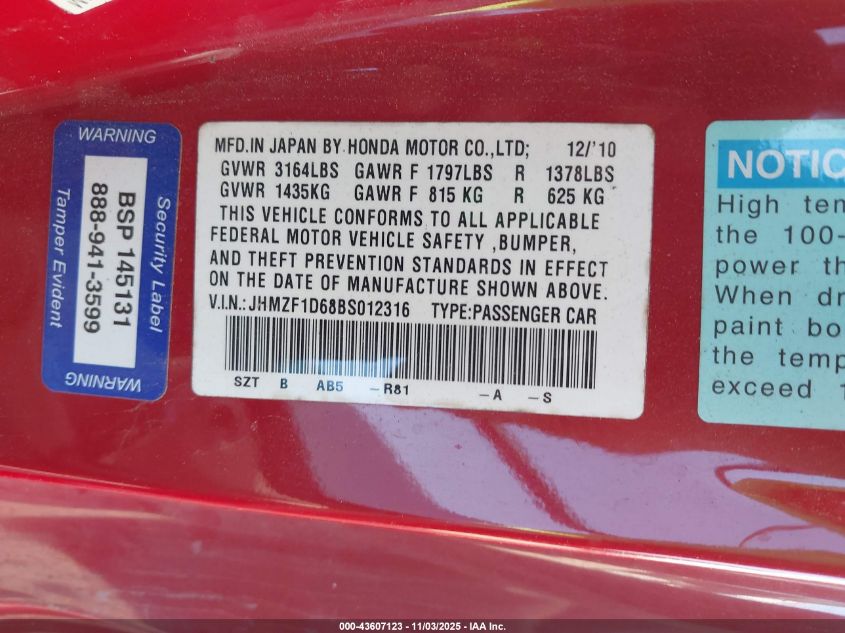 WARNING
Security Label
BSP 145131
888-941-3599
Tamper Evident
WARNING
MFD.IN JAPAN BY HONDA MOTOR CO.,LTD; 12/'10
GVWR 3164LBS GAWR F 1797LBS R 1378LBS
GVWR 1435KG GAWR F 815 KG R 625 KG
THIS VEHICLE CONFORMS TO ALL APPLICABLE
FEDERAL MOTOR VEHICLE SAFETY ,BUMPER,
AND THEFT PREVENTION STANDARDS IN EFFECT
ON THE DATE OF MANUFACTURE SHOWN ABOVE.
V.I.N.:JHMZF1D68BS012316 TYPE:PASSENGER CAR
SZT B AB5 –R81 –A –S
NOTIC
High ten
the 100-
power th
When dr
paint bo
the temp
exceed 1
000-43607123 - 11/03/2025 - IAA Inc.